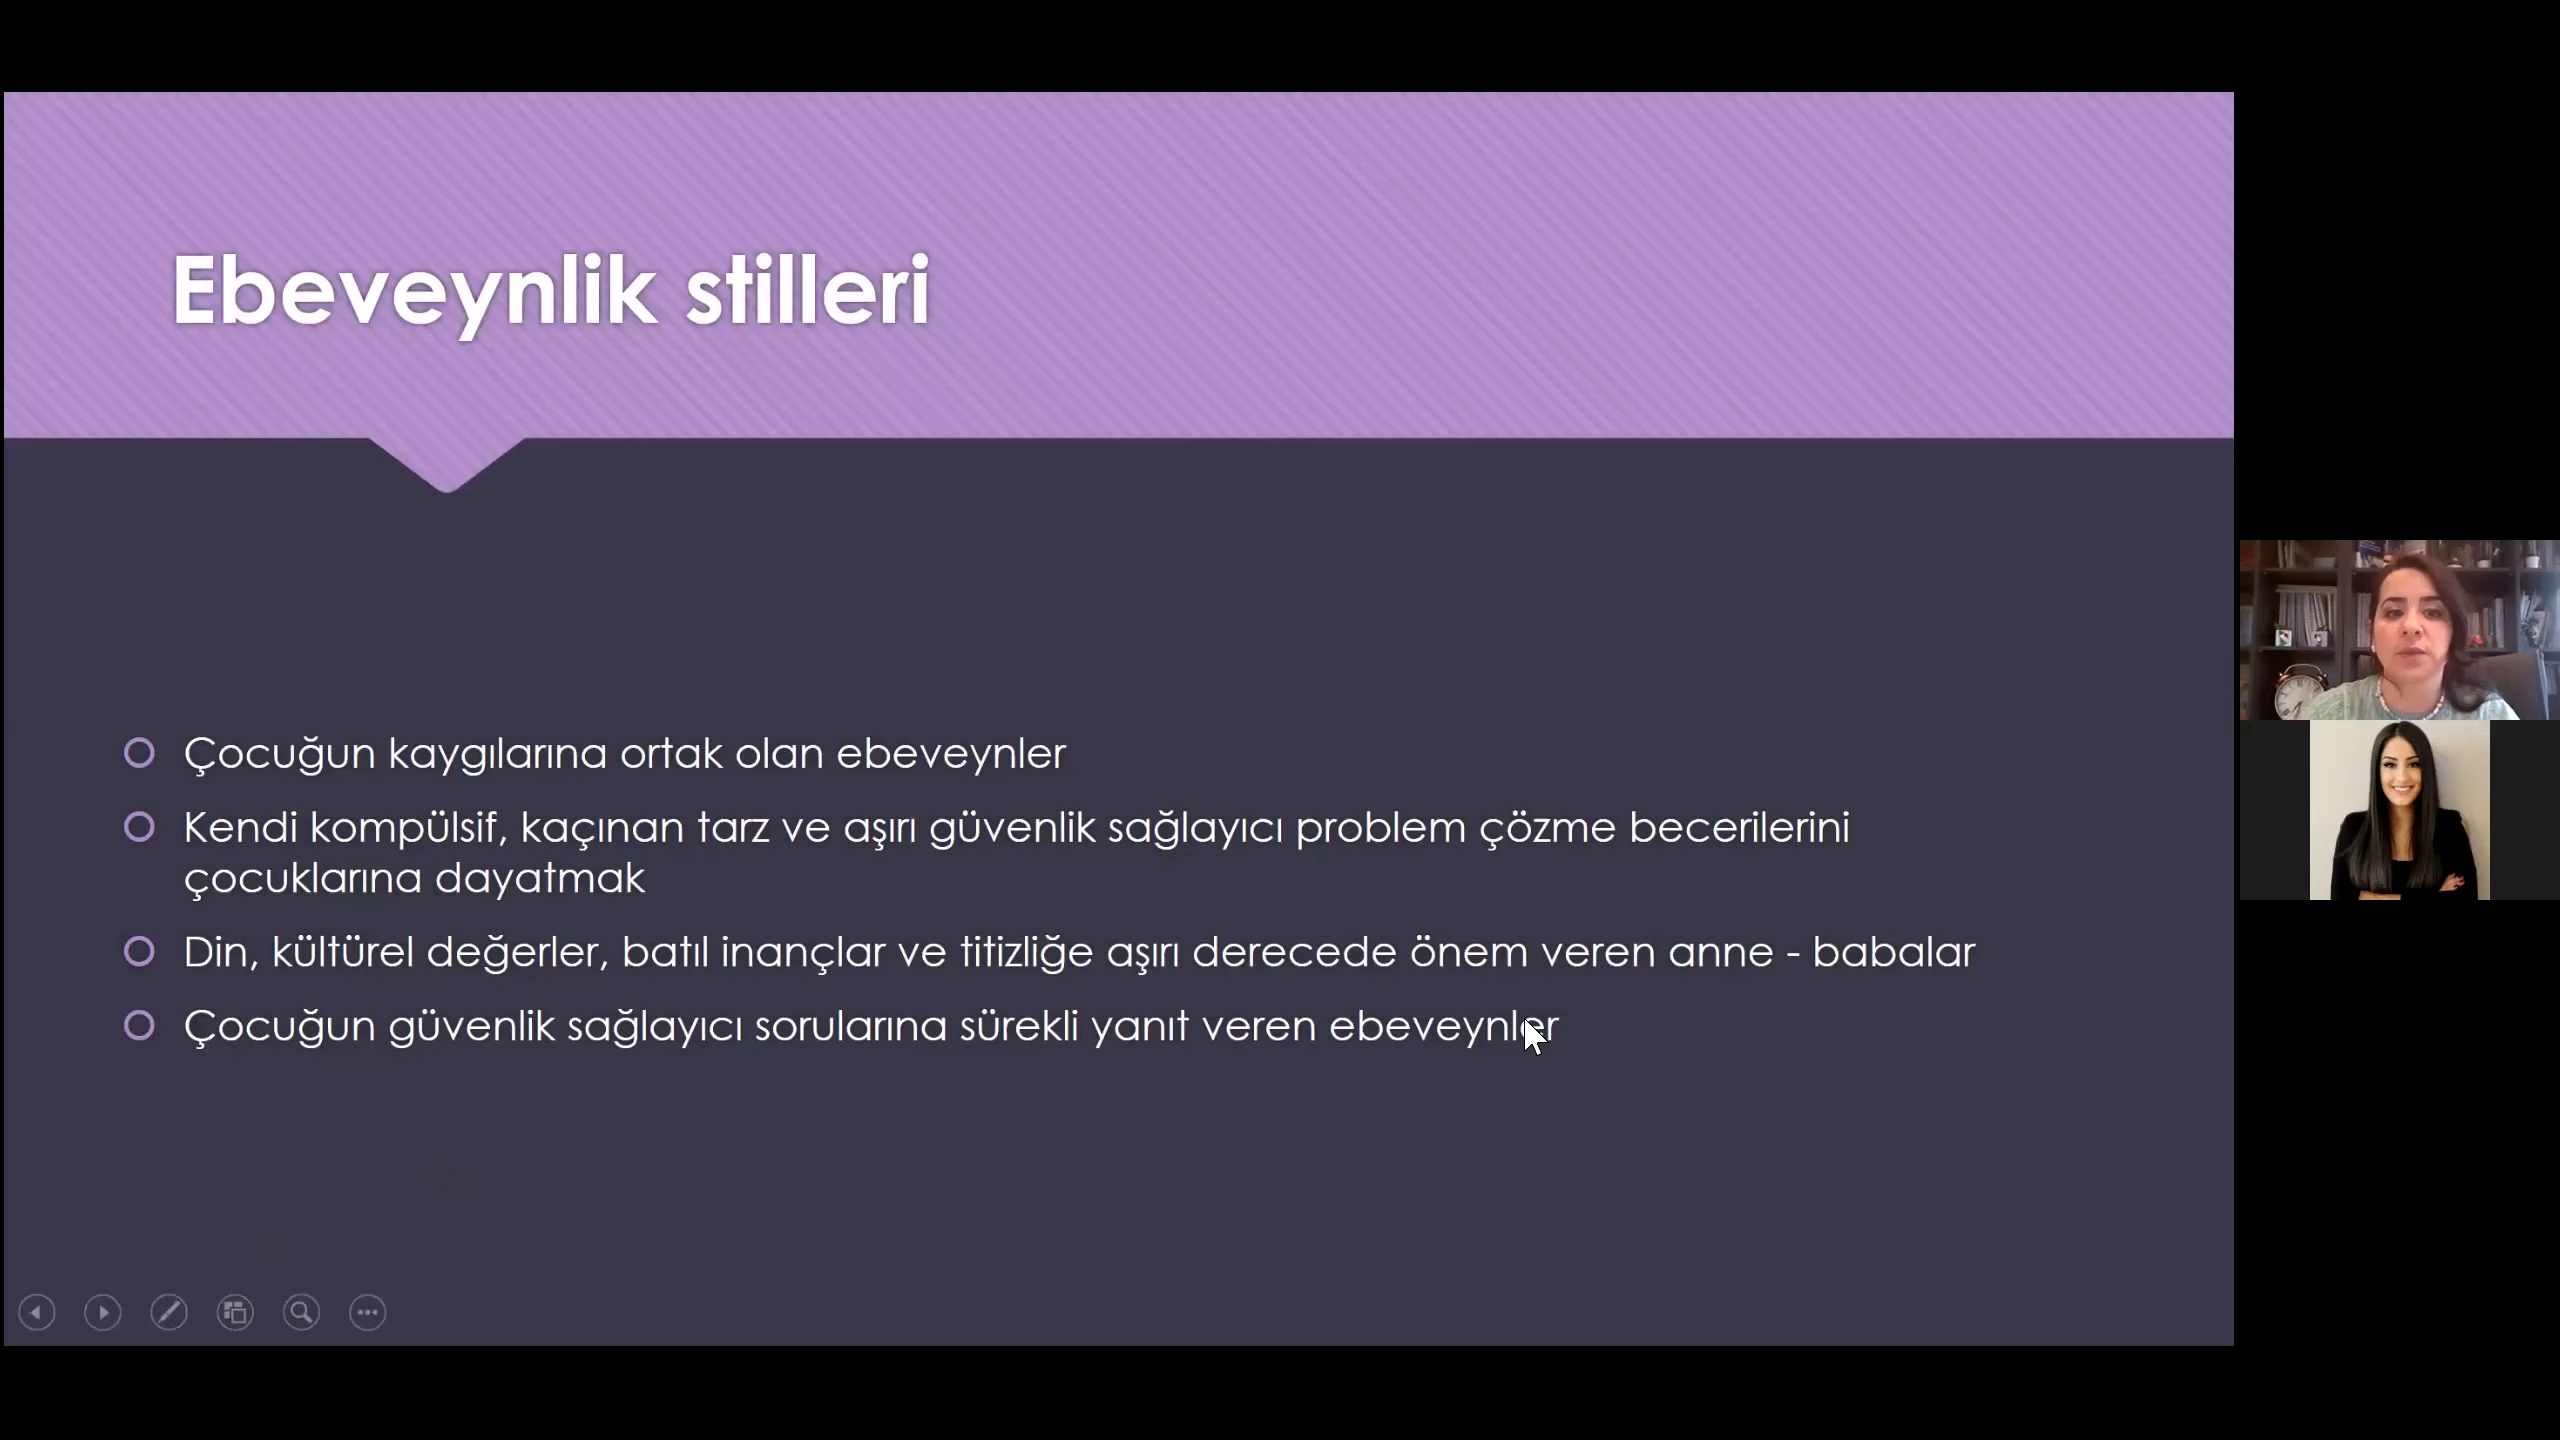 Ebeveynlik stilleri
Çocuğun kaygılarına ortak olan ebeveynler
Kendi kompülsif, kaçınan tarz ve aşırı güvenlik sağlayıcı problem çözme becerilerini
çocuklarına dayatmak
Din, kültürel değerler, batıl inançlar ve titizliğe aşırı derecede önem veren anne - babalar
Çocuğun güvenlik sağlayıcı sorularına sürekli yanıt veren ebeveynler